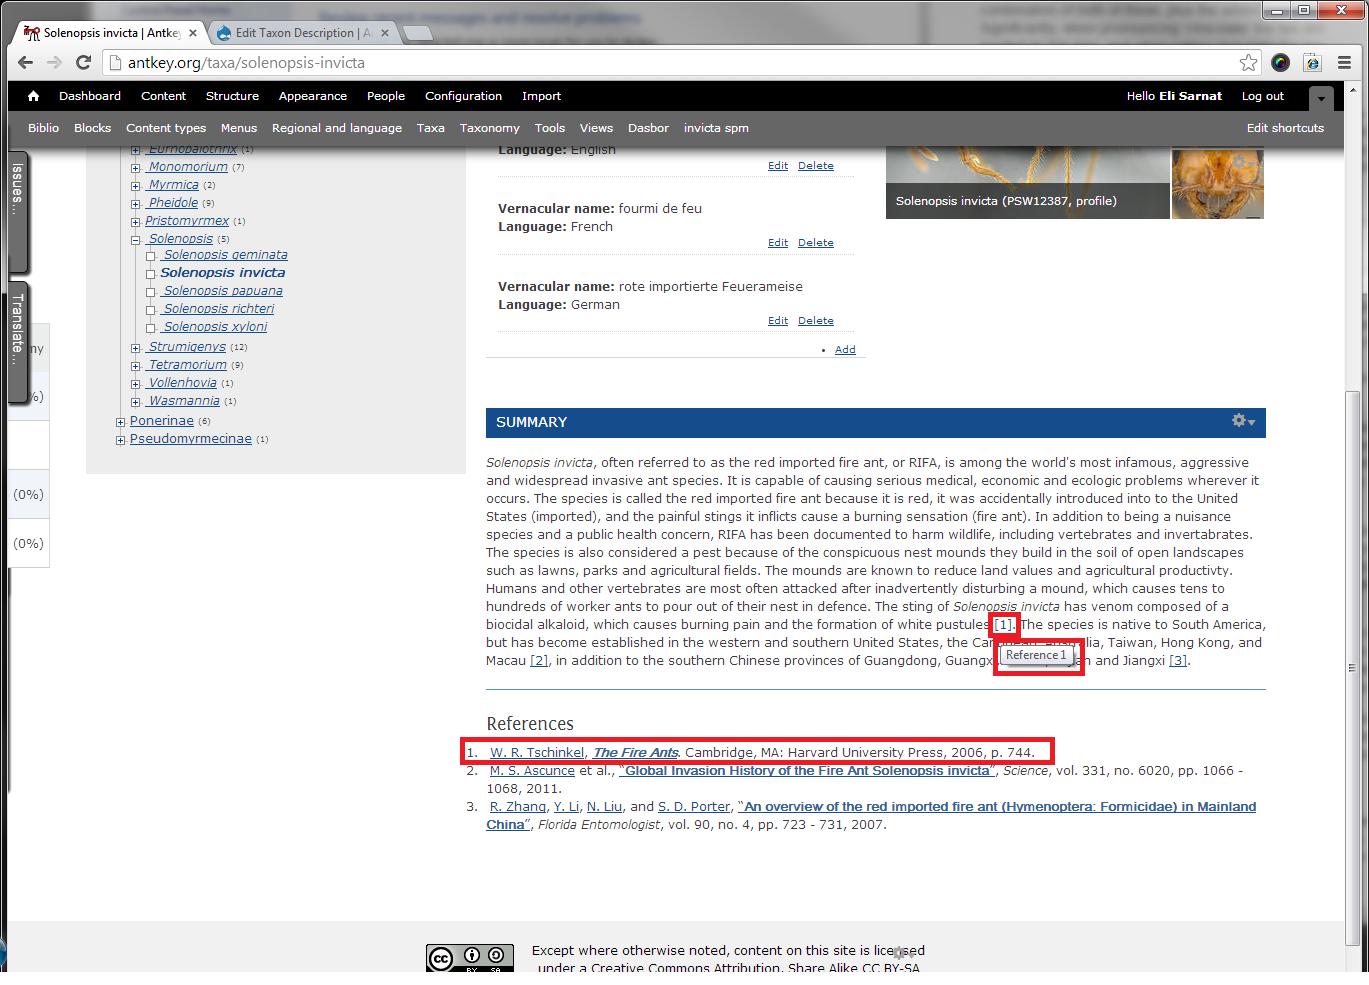 Solenopsis invicta | Antkey
Edit Taxon Description | A
antkey.org/taxa/solenopsis-invicta
Dashboard Content Structure Appearance People Configuration Import
Hello Eli Sarnat Log out
Biblio Blocks Content types Menus Regional and language Taxa Taxonomy Tools Views Dasbor invicta spm
Edit shortcuts
Issues...
Translate...
my
%)
(0%)
(0%)
Eurhopalothrix (1)
Monomorium (7)
Myrmica (2)
Pheidole (9)
Pristomyrmex (1)
Solenopsis (5)
Solenopsis geminata
Solenopsis invicta
Solenopsis papuana
Solenopsis richteri
Solenopsis xyloni
Strumigenys (12)
Tetramorium (9)
Vollenhovia (1)
Wasmannia (1)
Ponerinae (6)
Pseudomyrmecinae (1)
Language: English
Edit Delete
Vernacular name: fourmi de feu
Language: French
Edit Delete
Vernacular name: rote importierte Feuerameise
Language: German
Edit Delete
• Add
Solenopsis invicta (PSW12387, profile)
SUMMARY
Solenopsis invicta, often referred to as the red imported fire ant, or RIFA, is among the world's most infamous, aggressive
and widespread invasive ant species. It is capable of causing serious medical, economic and ecologic problems wherever it
occurs. The species is called the red imported fire ant because it is red, it was accidentally introduced into to the United
States (imported), and the painful stings it inflicts cause a burning sensation (fire ant). In addition to being a nuisance
species and a public health concern, RIFA has been documented to harm wildlife, including vertebrates and invertabrates.
The species is also considered a pest because of the conspicuous nest mounds they build in the soil of open landscapes
such as lawns, parks and agricultural fields. The mounds are known to reduce land values and agricultural productivty.
Humans and other vertebrates are most often attacked after inadvertently disturbing a mound, which causes tens to
hundreds of worker ants to pour out of their nest in defence. The sting of Solenopsis invicta has venom composed of a
biocidal alkaloid, which causes burning pain and the formation of white pustules [1]. The species is native to South America,
but has become established in the western and southern United States, the Caribbean, Australia, Taiwan, Hong Kong, and
Macau [2], in addition to the southern Chinese provinces of Guangdong, Guangx and Jiangxi [3].
Reference 1
References
1. W. R. Tschinkel, The Fire Ants. Cambridge, MA: Harvard University Press, 2006, p. 744.
2. M. S. Ascunce et al., "Global Invasion History of the Fire Ant Solenopsis invicta", Science, vol. 331, no. 6020, pp. 1066 -
1068, 2011.
3. R. Zhang, Y. Li, N. Liu, and S. D. Porter, "An overview of the red imported fire ant (Hymenoptera: Formicidae) in Mainland
China", Florida Entomologist, vol. 90, no. 4, pp. 723 - 731, 2007.
cc BY SA
Except where otherwise noted, content on this site is licensed
under a Creative Commons Attribution, Share Alike CC BY-SA